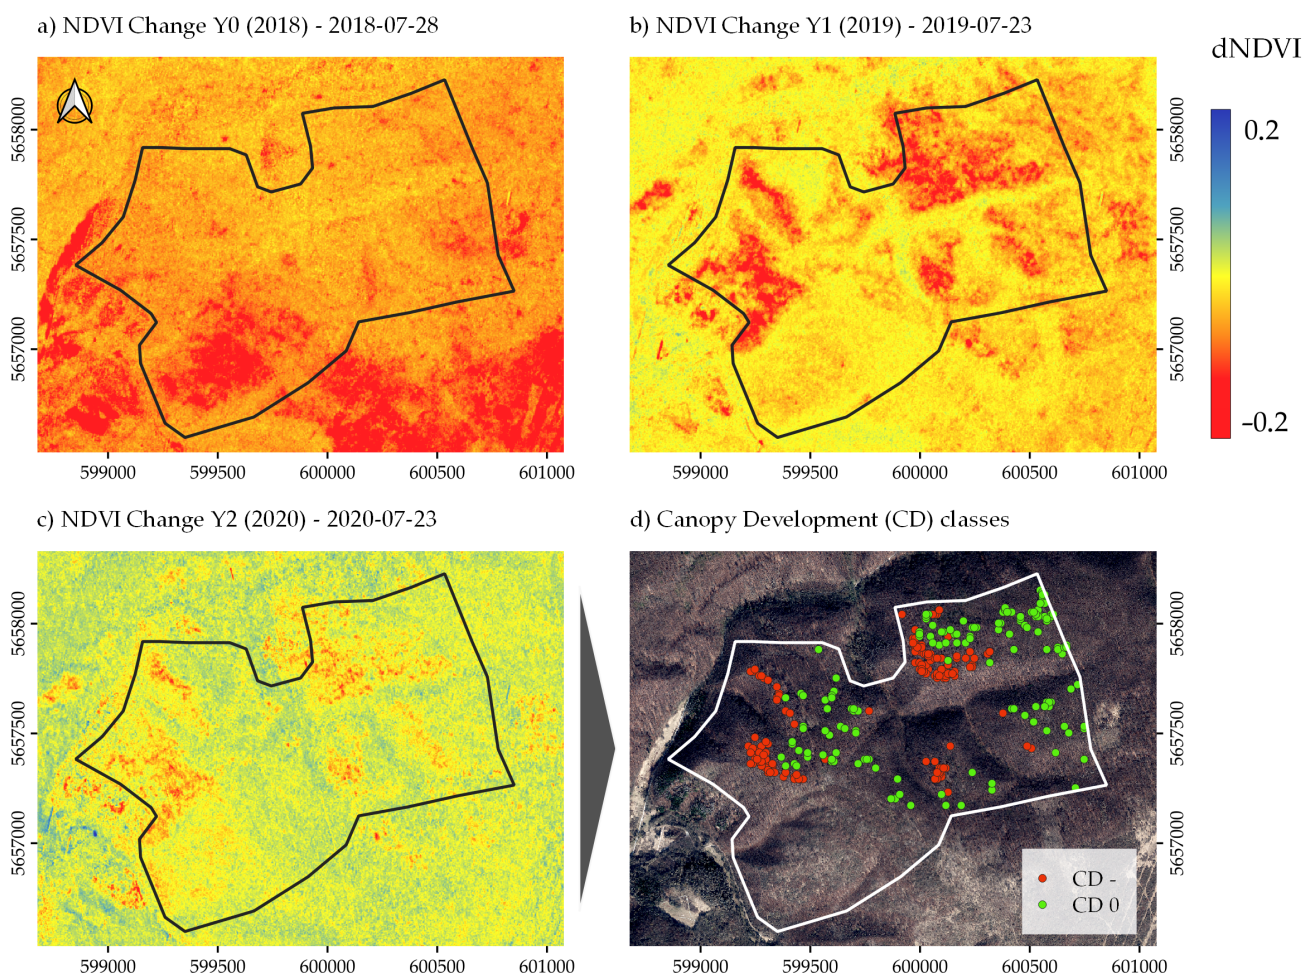 a) NDVI Change Y0 (2018) - 2018-07-28
b) NDVI Change Y1 (2019) - 2019-07-23
dNDVI
0.2
-0.2
5658000
5657500
5657000
599000 599500 600000 600500 601000
5658000
5657500
5657000
599000 599500 600000 600500 601000
c) NDVI Change Y2 (2020) - 2020-07-23
d) Canopy Development (CD) classes
5658000
5657500
5657000
599000 599500 600000 600500 601000
5658000
5657500
5657000
CD -
CD 0
599000 599500 600000 600500 601000